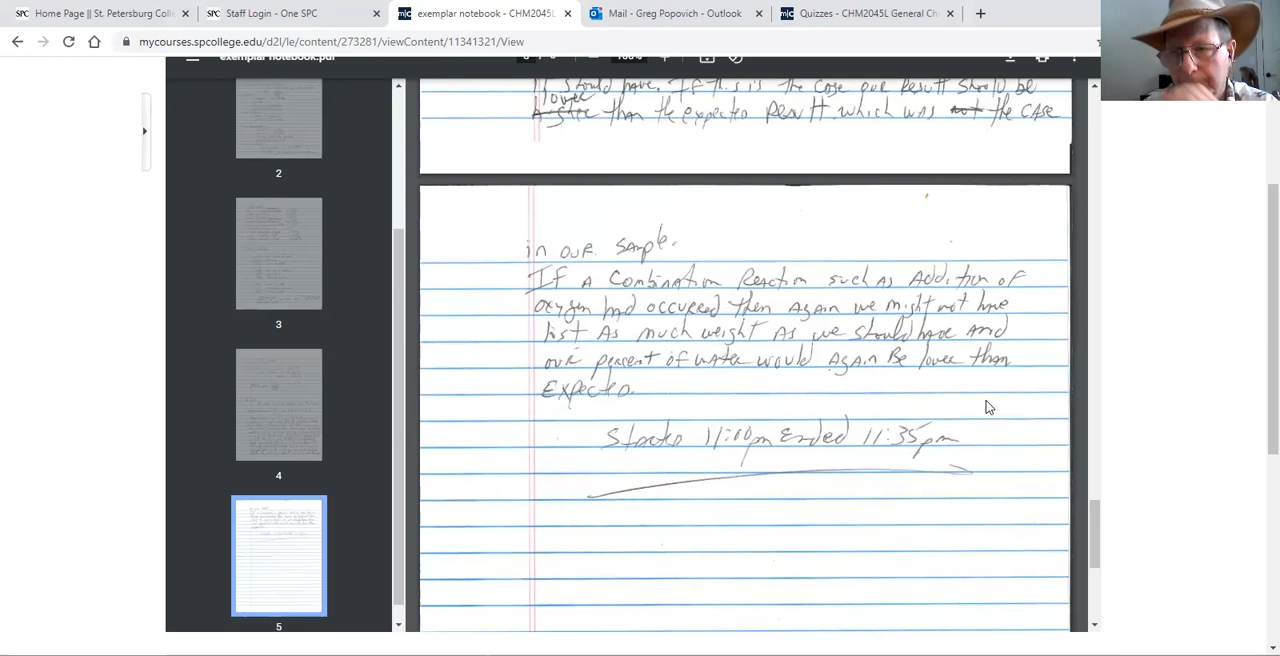 Home Page || St. Petersburg Coll
Staff Login - One SPC
exemplar notebook - CHM2045L
Mail - Greg Popovich - Outlook
Quizzes - CHM2045L General Ch
mycourses.spcollege.edu/d2l/le/content/273281/viewContent/11341321/View
exemplar notebook.pdf
2
3
4
5
should have. If this is the case our result should be
lower
than the expected result. which was not the case
in our sample.
If a combination reaction such as addition of
oxygen had occurred then again we might not have
list as much weight as we should have and
our percent of water would again be lower than
expected.
Started 11:00pm Ended 11:35pm